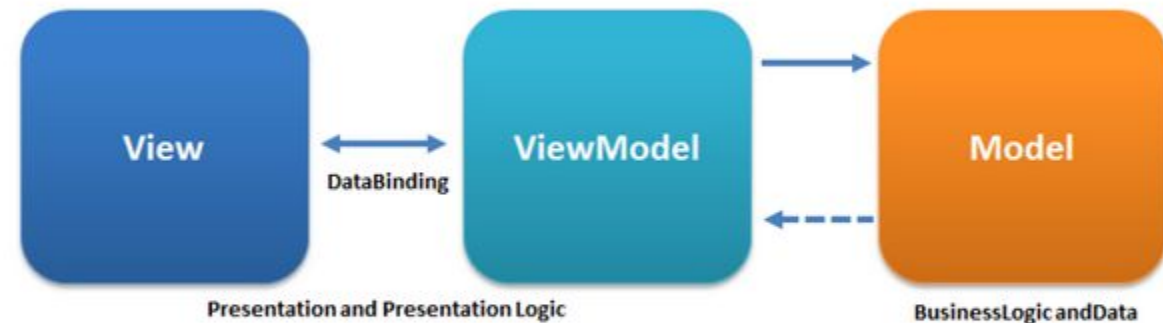 View
ViewModel
Model
DataBinding
Presentation and Presentation Logic
BusinessLogic andData